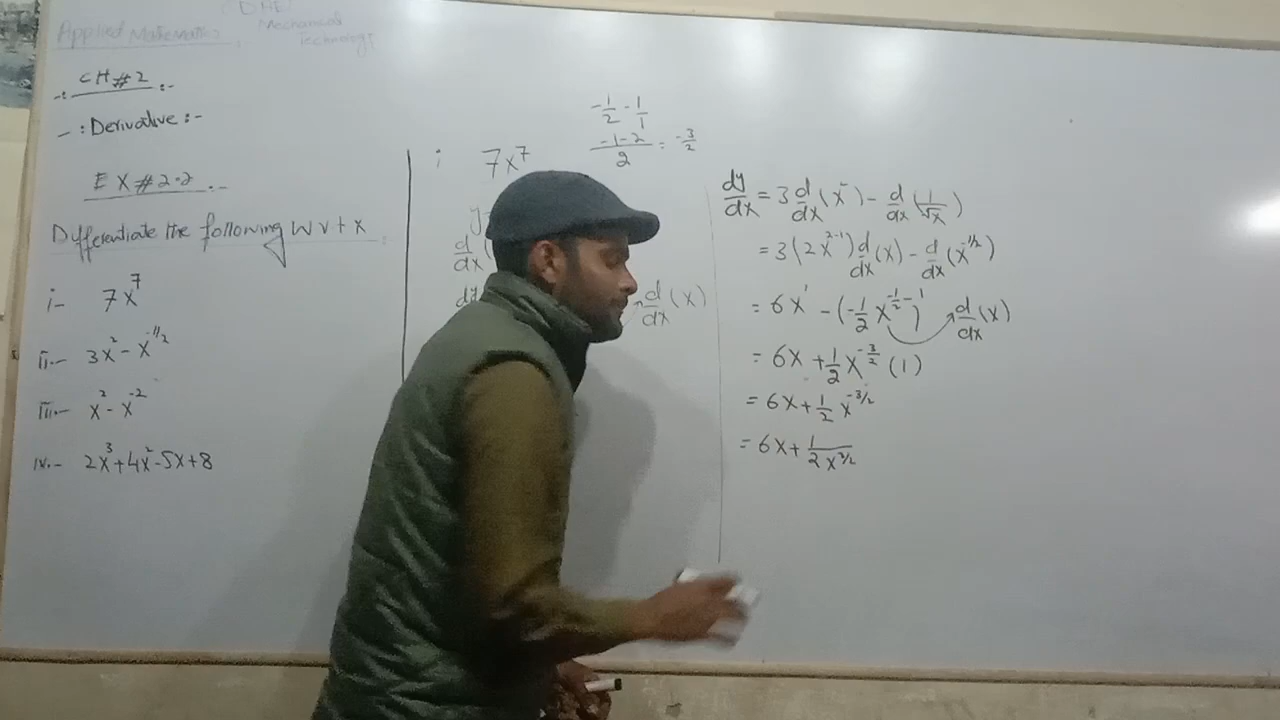 Applied Mathematics
DAE
Mechanical
Technology
CH#2
-:Derivative:-
EX#2.2
Differentiate the following w r t x
i- 7x^7
ii.- 3x^2 - x^-1/2
iii.- x^2 - x^-2
iv.- 2x^3+4x^2-5x+8
-1/2 - 1/1
-1-2/2 = -3/2
i 7x^7
y
d/dx
dy
d/dx (x)
dy/dx = 3 d/dx (x^2) - d/dx (1/√x)
= 3(2x^2-1) d/dx (x) - d/dx (x^-1/2)
= 6x^1 - (-1/2 x^-1/2-1) d/dx (x)
= 6x + 1/2 x^-3/2 (1)
= 6x + 1/2 x^-3/2
= 6x + 1/2x^3/2